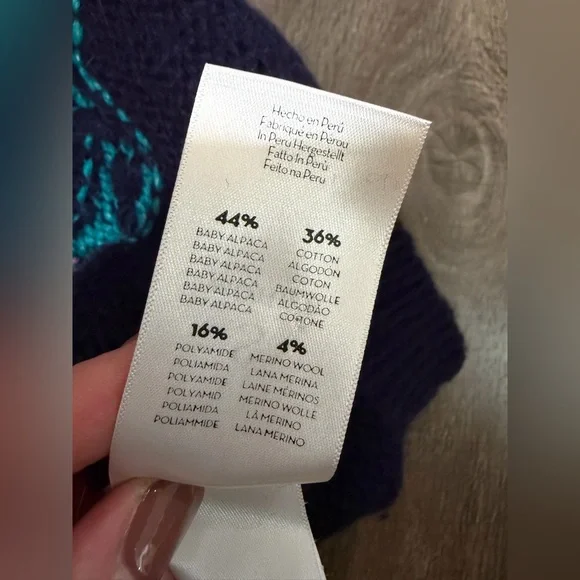 Hecho en Perú
Fabriqué en Pérou
In Peru Hergestellt
Fatto In Perù
Feito na Peru
44%
BABY ALPACA
BABY ALPACA
BABY ALPACA
BABY ALPACA
BABY ALPACA
BABY ALPACA
36%
COTTON
ALGODÓN
COTON
BAUMWOLLE
ALGODÃO
COTONE
16%
POLYAMIDE
POLIAMIDA
POLYAMIDE
POLYAMID
POLIAMIDA
POLIAMMIDE
4%
MERINO WOOL
LANA MERINA
LAINE MÉRINOS
MERINO WOLLE
LÃ MERINO
LANA MERINO